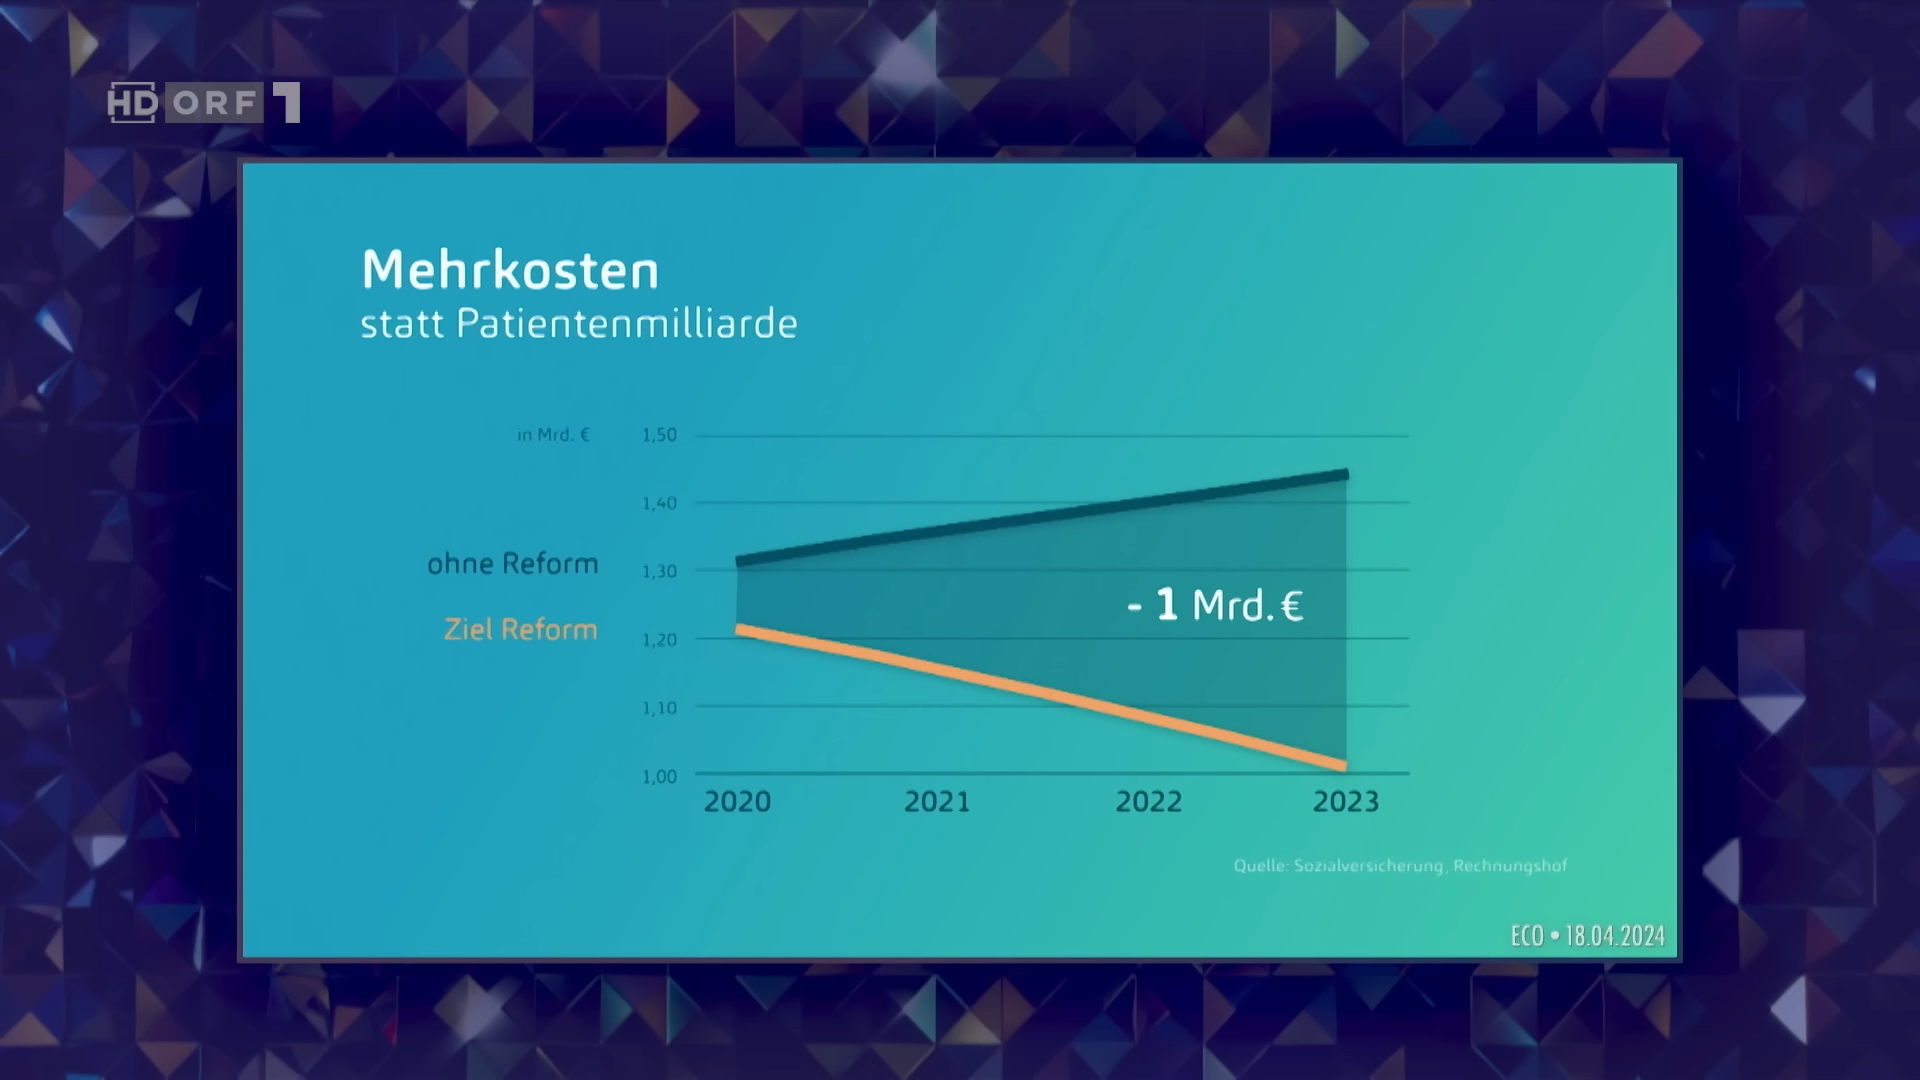 HD ORF 1
Mehrkosten
statt Patientenmilliarde
in Mrd. €
1,50
1,40
ohne Reform
1,30
- 1 Mrd. €
Ziel Reform
1,20
1,10
1,00
2020 2021 2022 2023
Quelle: Sozialversicherung, Rechnungshof
ECO • 18.04.2024